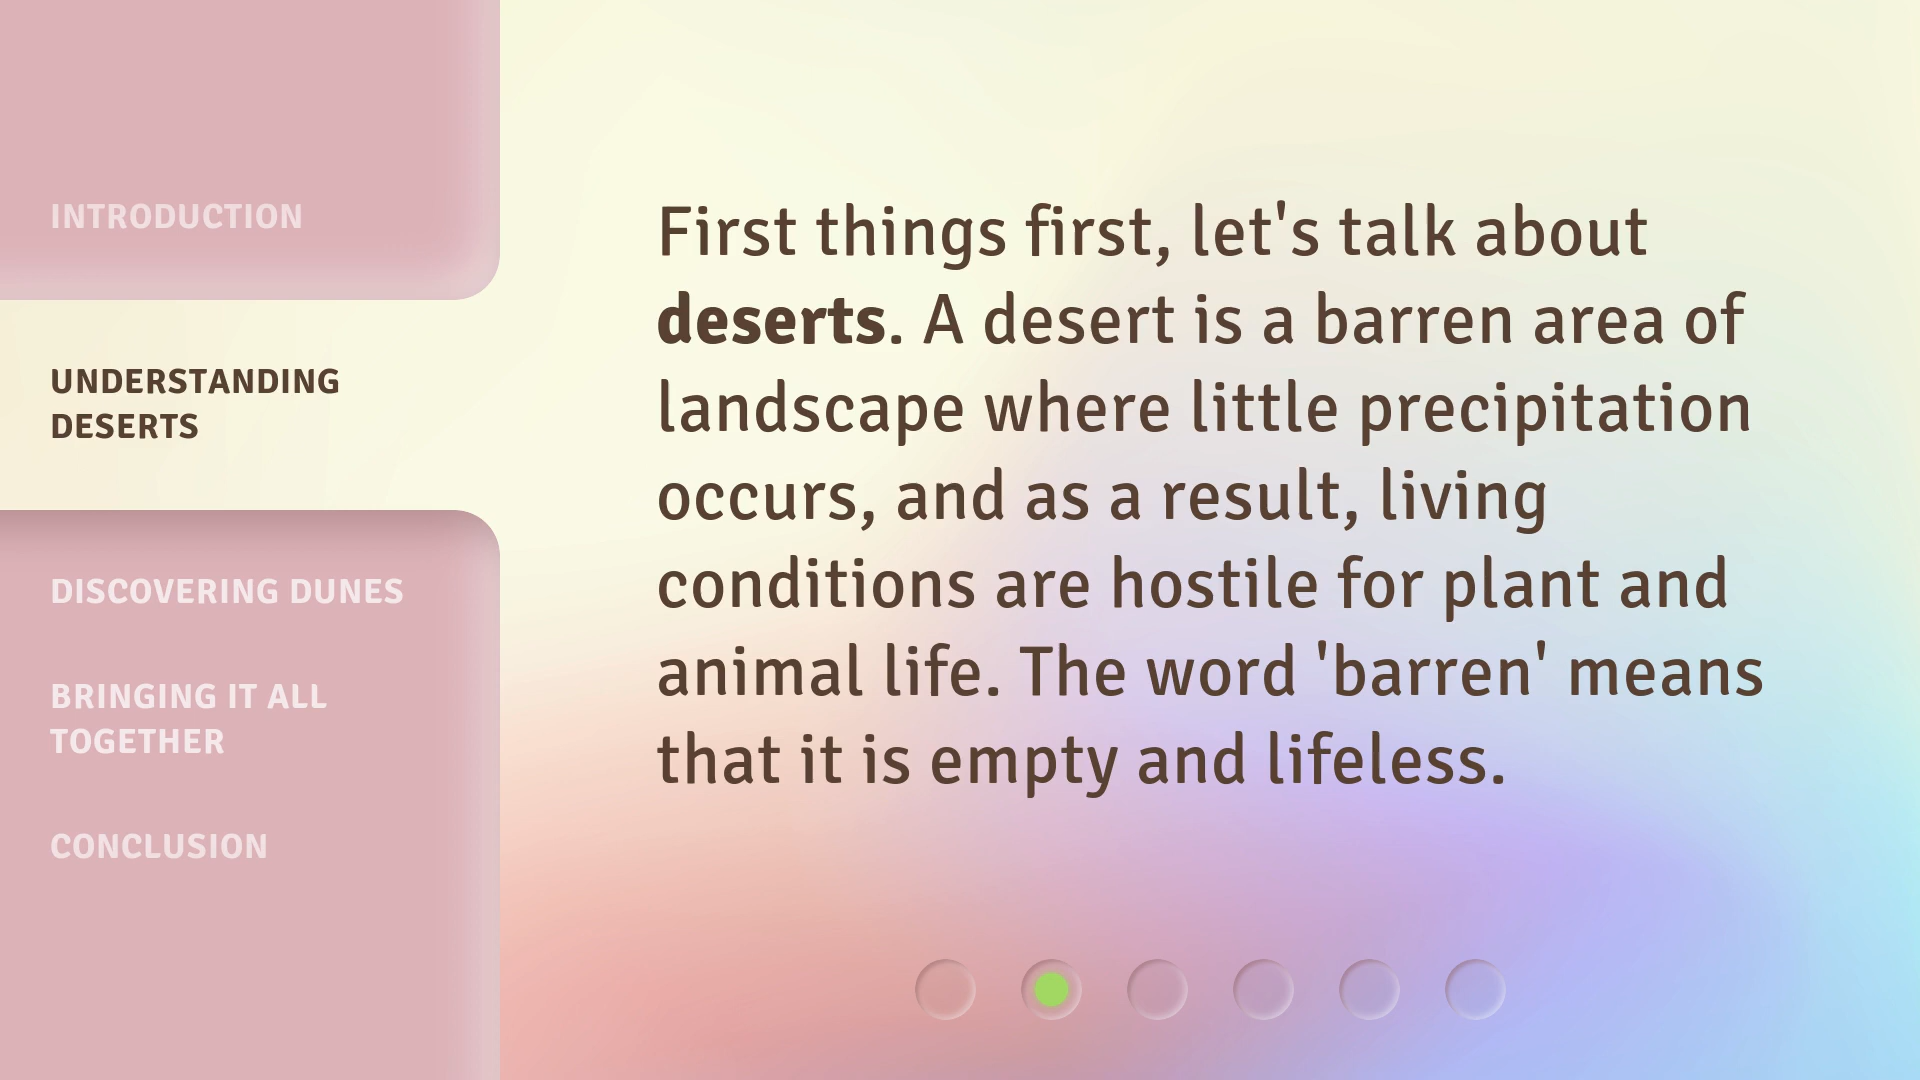 INTRODUCTION
UNDERSTANDING
DESERTS
DISCOVERING DUNES
BRINGING IT ALL
TOGETHER
CONCLUSION
First things first, let's talk about
deserts. A desert is a barren area of
landscape where little precipitation
occurs, and as a result, living
conditions are hostile for plant and
animal life. The word 'barren' means
that it is empty and lifeless.